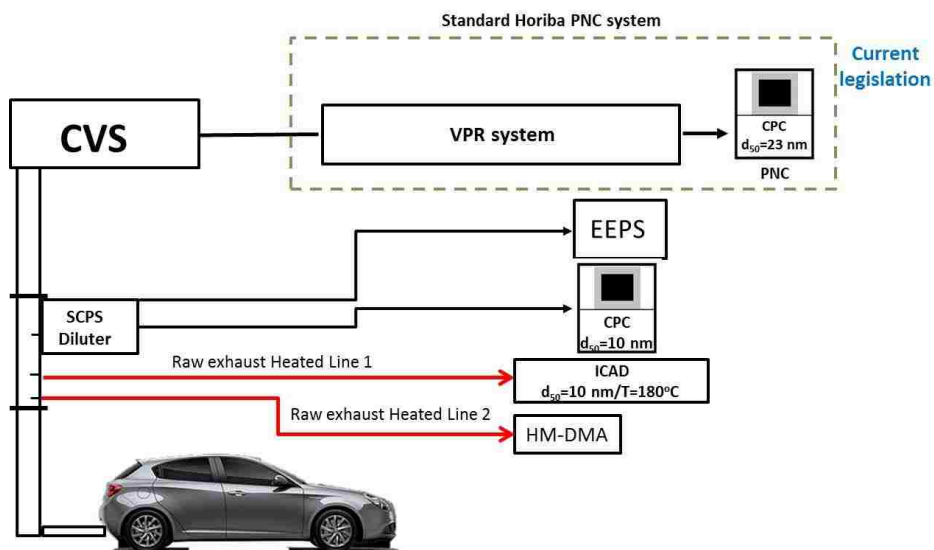 Standard Horiba PNC system
Current
legislation
CVS
VPR system
CPC
d₅₀=23 nm
PNC
EEPS
SCPS
Diluter
CPC
d₅₀=10 nm
Raw exhaust Heated Line 1
ICAD
d₅₀=10 nm/T=180°C
Raw exhaust Heated Line 2
HM-DMA